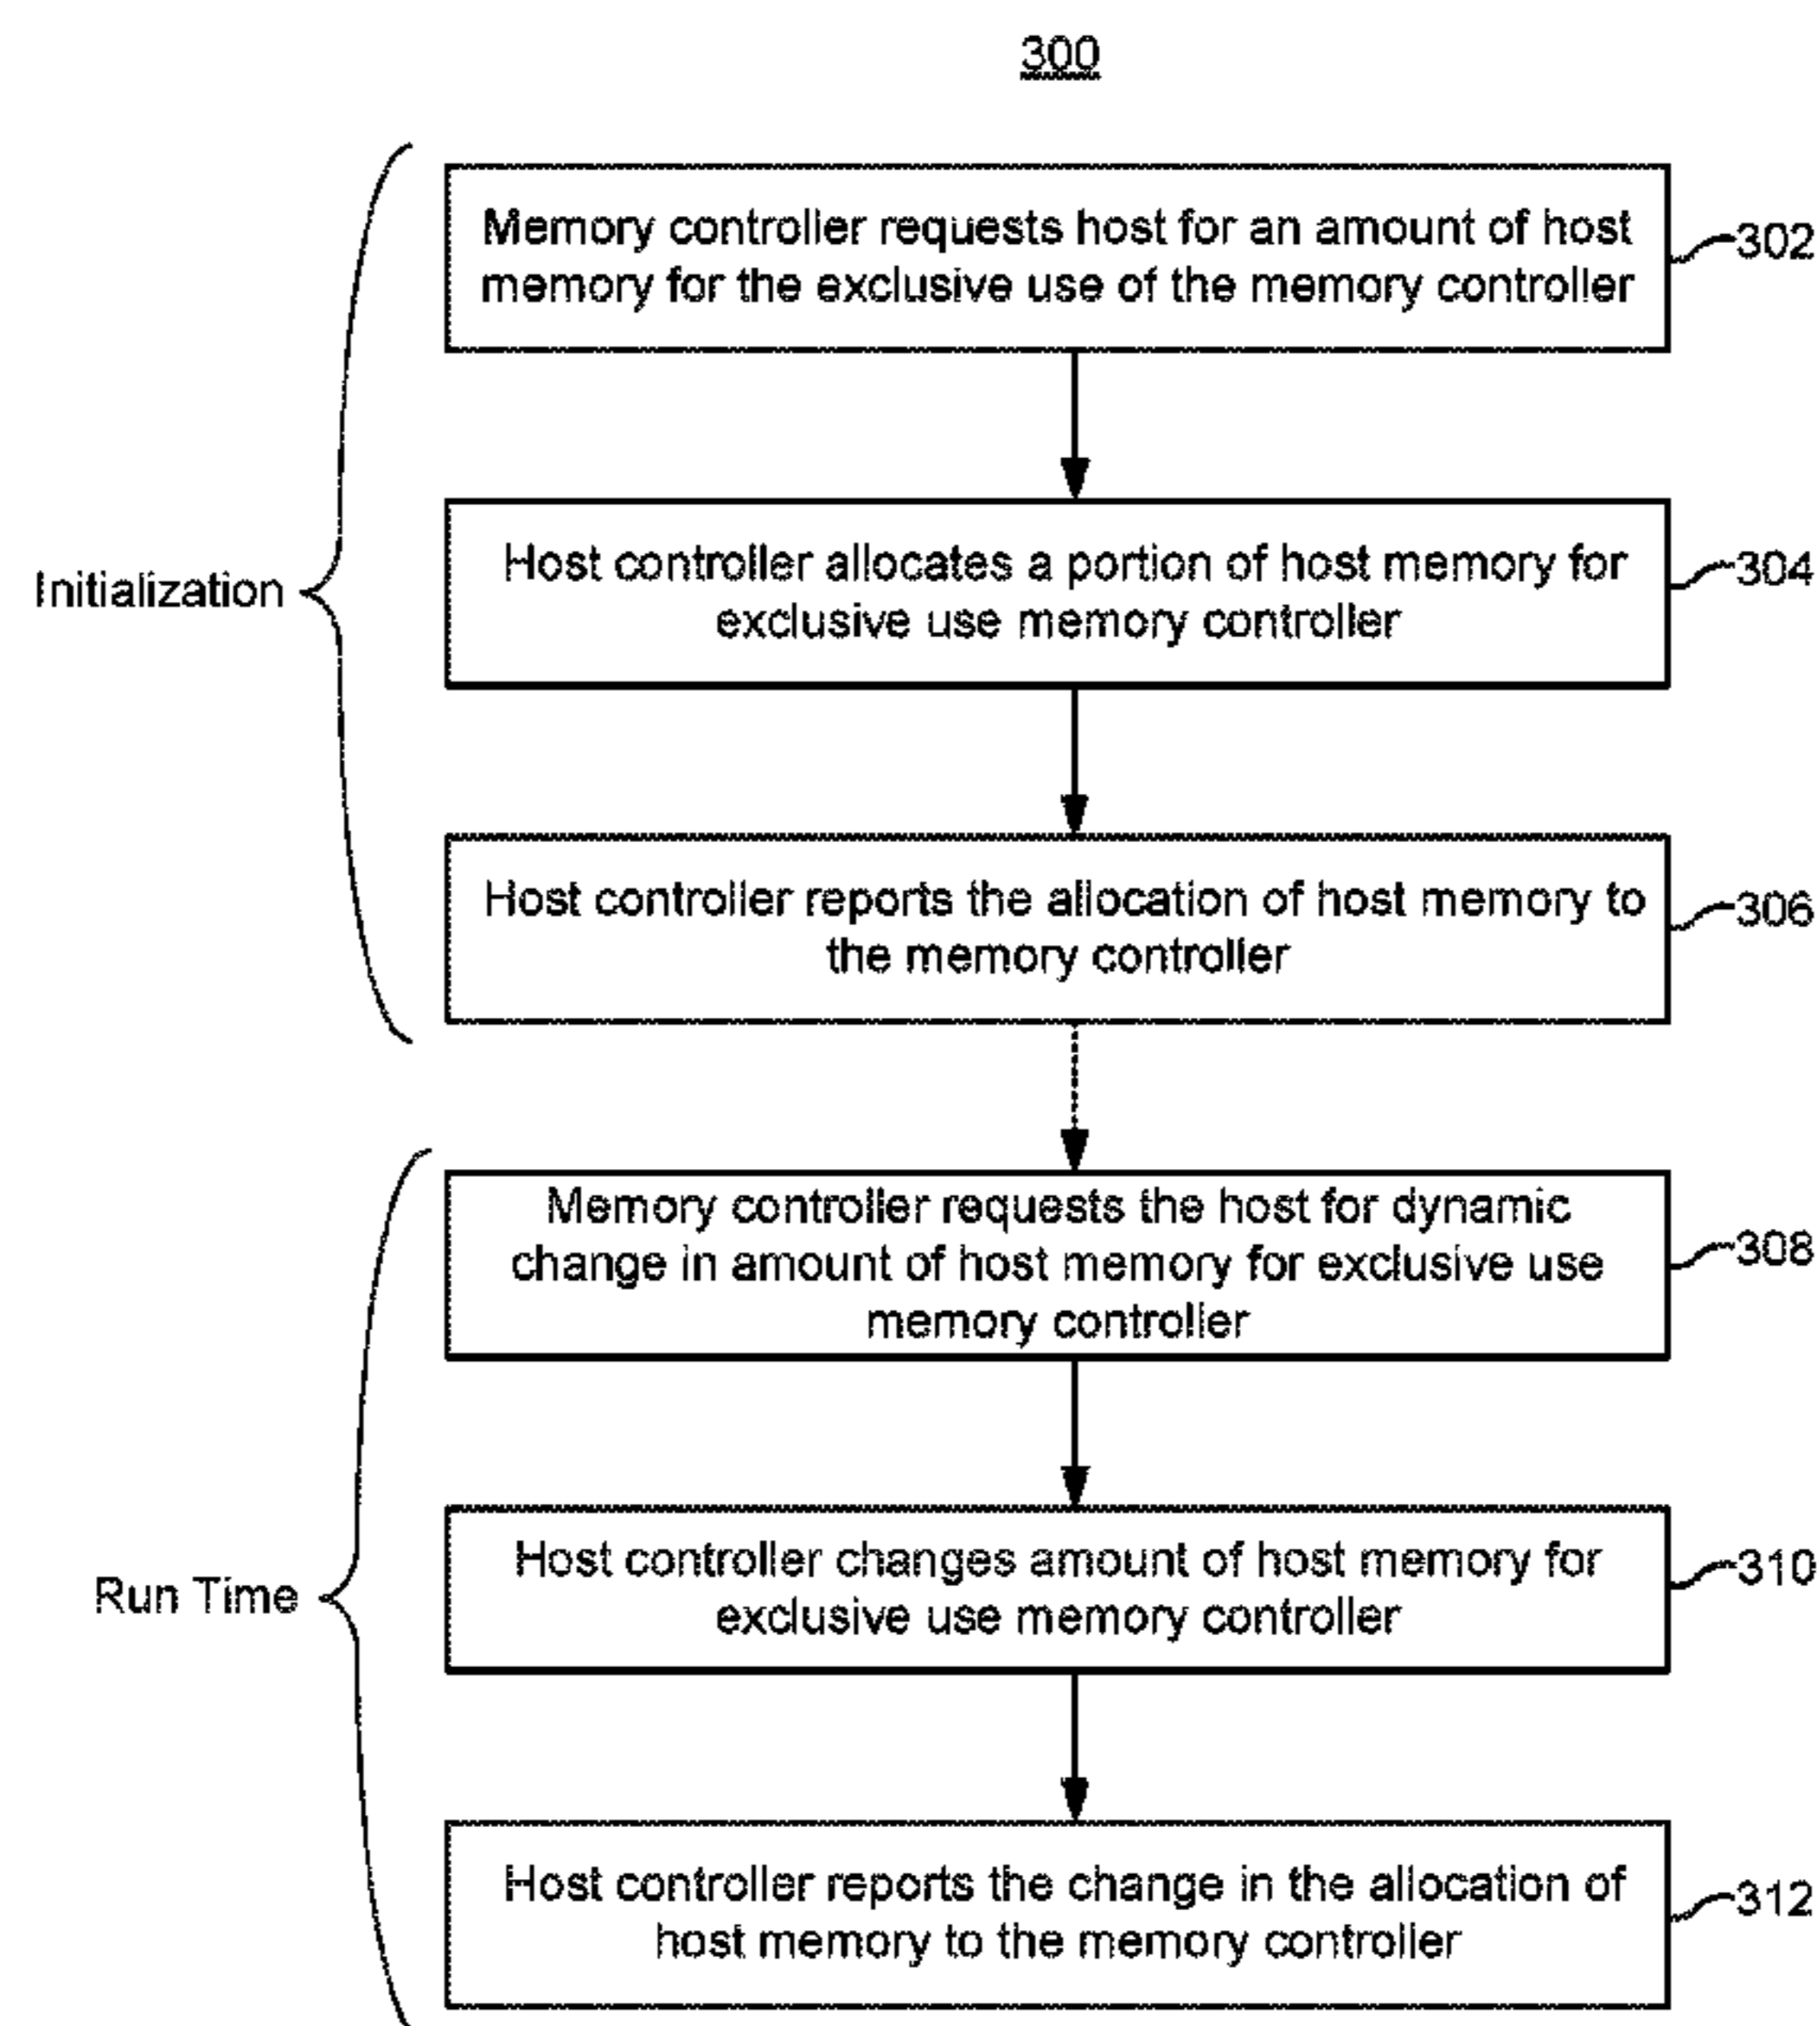 300
Memory controller requests host for an amount of host
memory for the exclusive use of the memory controller
302
Host controller allocates a portion of host memory for
exclusive use memory controller
304
Initialization
Host controller reports the allocation of host memory to
the memory controller
306
Memory controller requests the host for dynamic
change in amount of host memory for exclusive use
memory controller
308
Host controller changes amount of host memory for
exclusive use memory controller
310
Run Time
Host controller reports the change in the allocation of
host memory to the memory controller
312